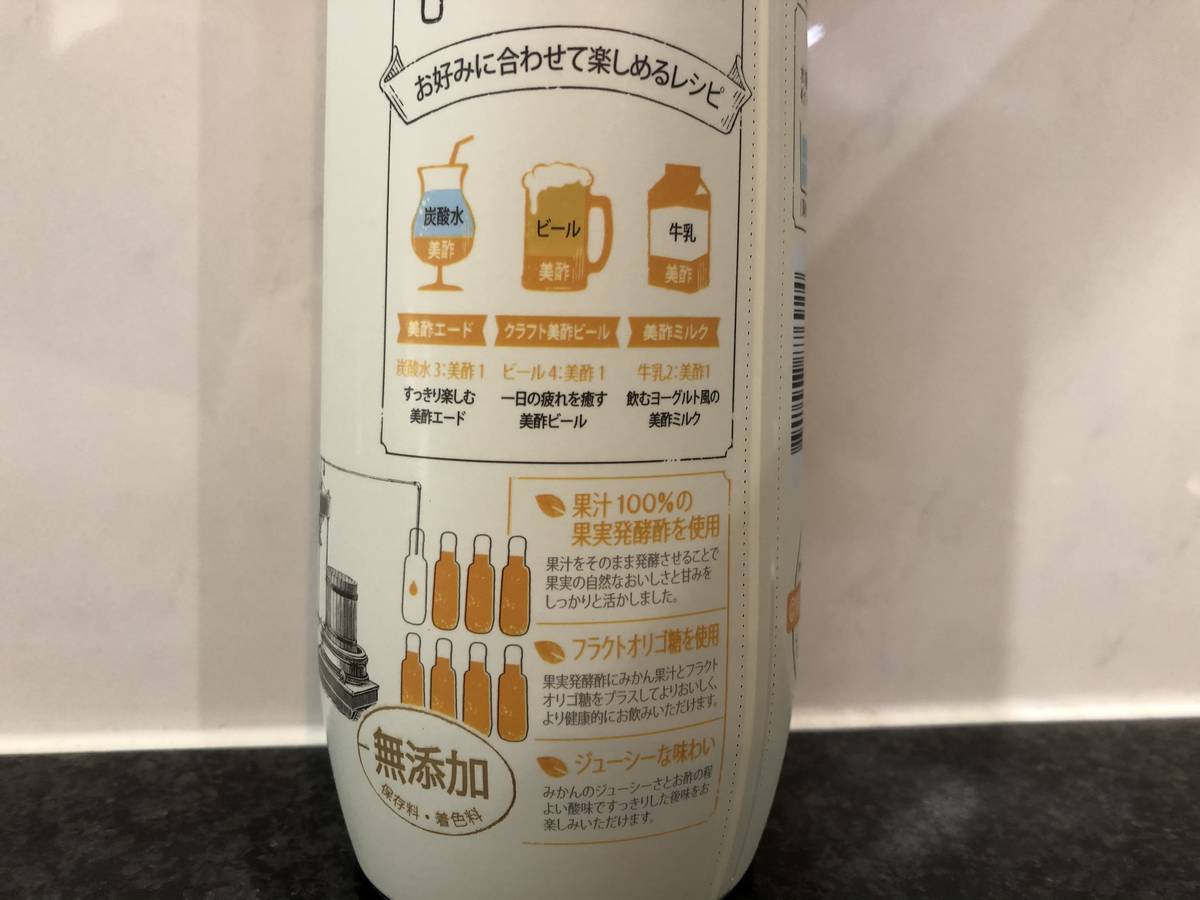 お好みに合わせて楽しめるレシピ
炭酸水
美酢
ビール
美酢
牛乳
美酢
美酢エード
クラフト美酢ビール
美酢ミルク
炭酸水3:美酢1
ビール4:美酢1
牛乳2:美酢1
すっきり楽しむ
美酢エード
一日の疲れを癒す
美酢ビール
飲むヨーグルト風の
美酢ミルク
果汁100%の
果実発酵酢を使用
果汁をそのまま発酵させることで
果実の自然なおいしさと甘みを
しっかりと活かしました。
フラクトオリゴ糖を使用
果実発酵酢にみかん果汁とフラクト
オリゴ糖をプラスしてよりおいしく、
より健康的にお飲みいただけます。
ジューシーな味わい
みかんのジューシーさとお酢の程
よい酸味ですっきりした後味をお
楽しみいただけます。
無添加
保存料・着色料